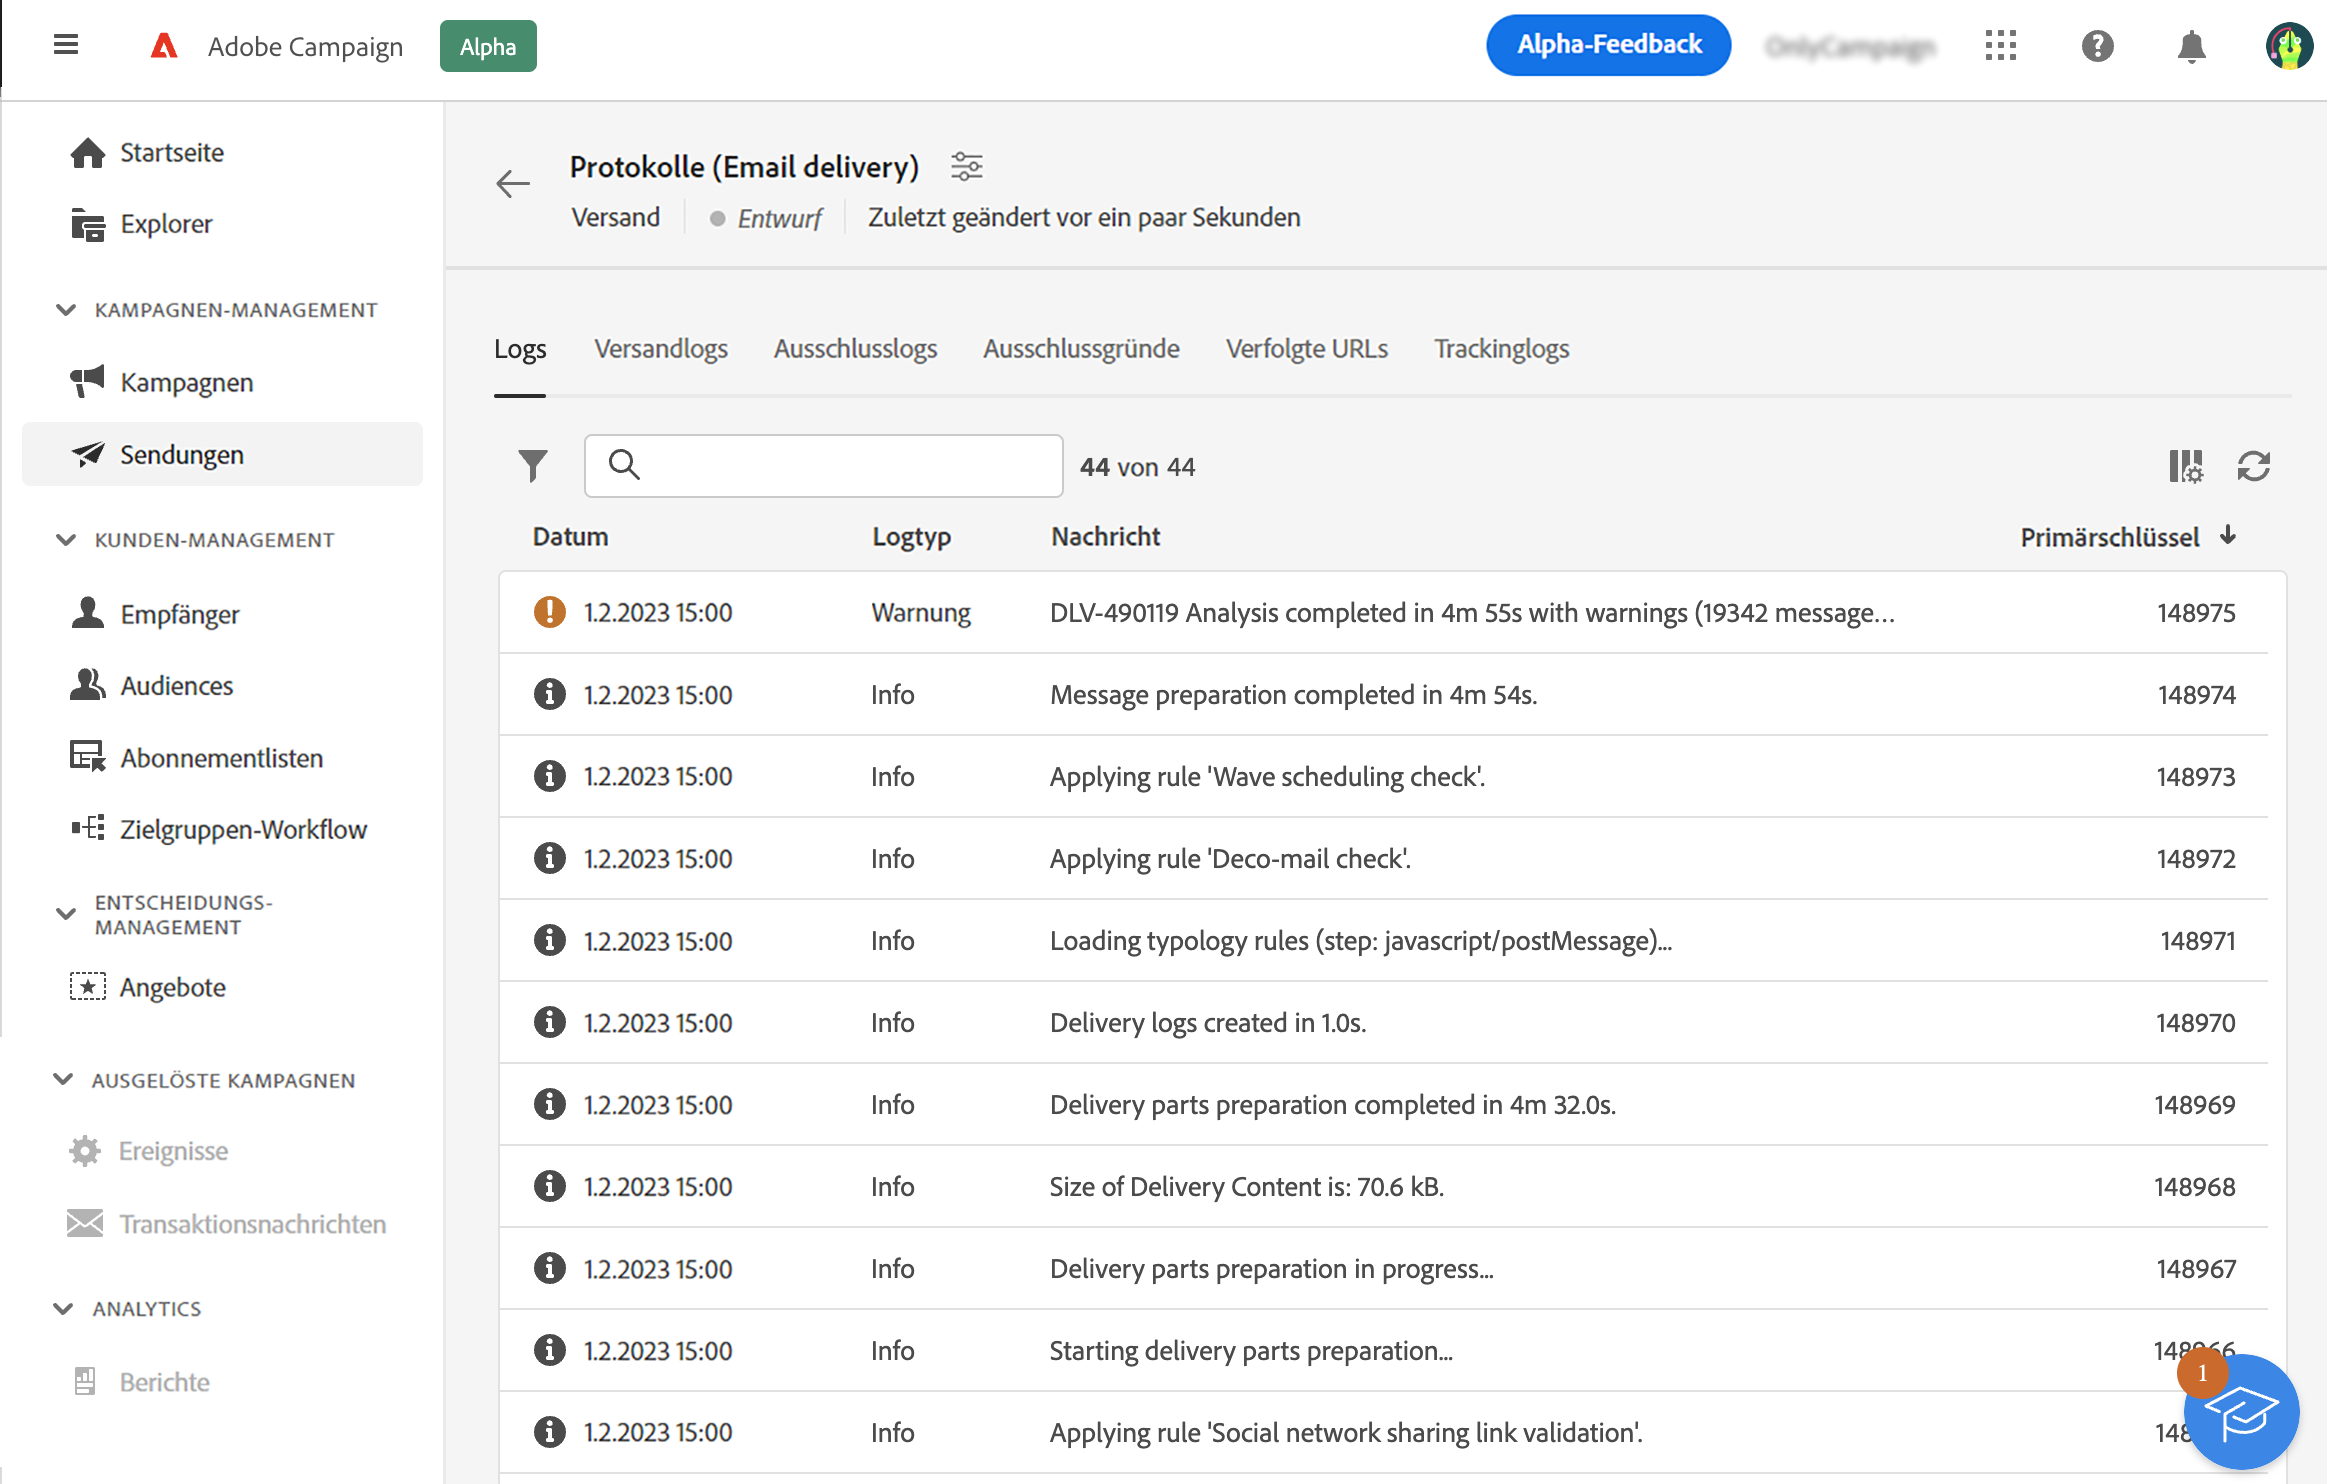 Adobe Campaign Alpha Alpha-Feedback
Startseite
Explorer
KAMPAGNEN-MANAGEMENT
Kampagnen
Sendungen
KUNDEN-MANAGEMENT
Empfänger
Audiences
Abonnementlisten
Zielgruppen-Workflow
ENTSCHEIDUNGS-
MANAGEMENT
Angebote
AUSGELÖSTE KAMPAGNEN
Ereignisse
Transaktionsnachrichten
ANALYTICS
Berichte
Protokolle (Email delivery)
Versand Entwurf Zuletzt geändert vor ein paar Sekunden
Logs Versandlogs Ausschlusslogs Ausschlussgründe Verfolgte URLs Trackinglogs
44 von 44
Datum Logtyp Nachricht Primärschlüssel
1.2.2023 15:00 Warnung DLV-490119 Analysis completed in 4m 55s with warnings (19342 message... 148975
1.2.2023 15:00 Info Message preparation completed in 4m 54s. 148974
1.2.2023 15:00 Info Applying rule 'Wave scheduling check'. 148973
1.2.2023 15:00 Info Applying rule 'Deco-mail check'. 148972
1.2.2023 15:00 Info Loading typology rules (step: javascript/postMessage)... 148971
1.2.2023 15:00 Info Delivery logs created in 1.0s. 148970
1.2.2023 15:00 Info Delivery parts preparation completed in 4m 32.0s. 148969
1.2.2023 15:00 Info Size of Delivery Content is: 70.6 kB. 148968
1.2.2023 15:00 Info Delivery parts preparation in progress... 148967
1.2.2023 15:00 Info Starting delivery parts preparation... 148966
1.2.2023 15:00 Info Applying rule 'Social network sharing link validation'.
1